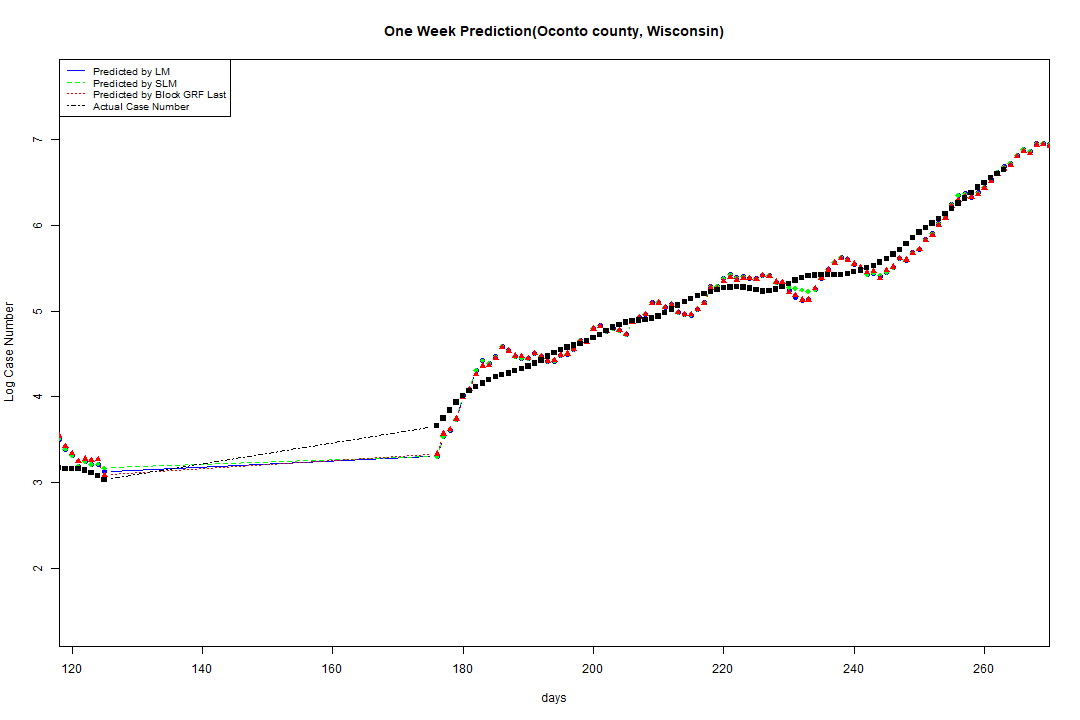 One Week Prediction(Oconto county, Wisconsin)
Predicted by LM
Predicted by SLM
Predicted by Block GRF Last
Actual Case Number
Log Case Number
7
6
5
4
3
2
120 140 160 180 200 220 240 260
days